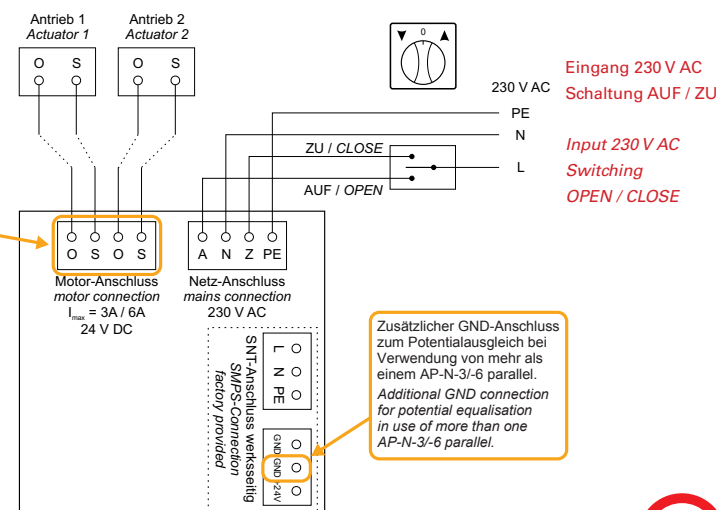 Antrieb 1
Actuator 1
Antrieb 2
Actuator 2
O S
O S
0
230 V AC
PE
N
L
ZU / CLOSE
AUF / OPEN
Eingang 230 V AC
Schaltung AUF / ZU
Input 230 V AC
Switching
OPEN / CLOSE
O S O S
A N Z PE
Motor-Anschluss
motor connection
Imax = 3A / 6A
24 V DC
Netz-Anschluss
mains connection
230 V AC
L
N
PE
SNT-Anschluss werksseitig
SMPS-Connection
factory provided
GND
GND
+24V
Zusätzlicher GND-Anschluss
zum Potentialausgleich bei
Verwendung von mehr als
einem AP-N-3/-6 parallel.
Additional GND connection
for potential equalisation
in use of more than one
AP-N-3/-6 parallel.